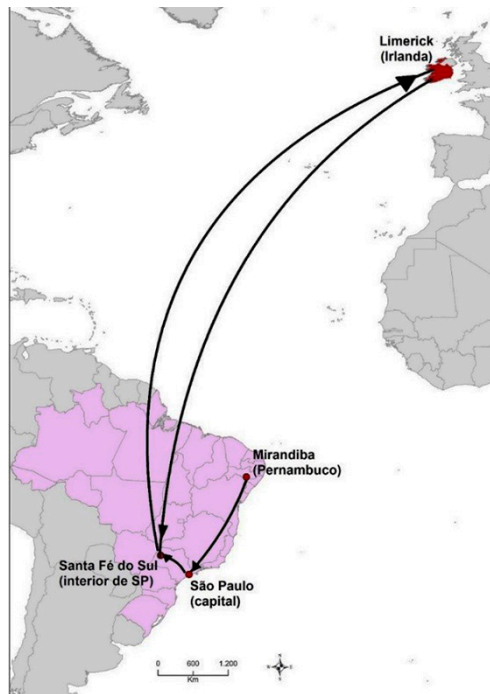 Limerick
(Irlanda)
Mirandiba
(Pernambuco)
Santa Fé do Sul
(interior de SP)
São Paulo
(capital)
0 600 1.200
Km